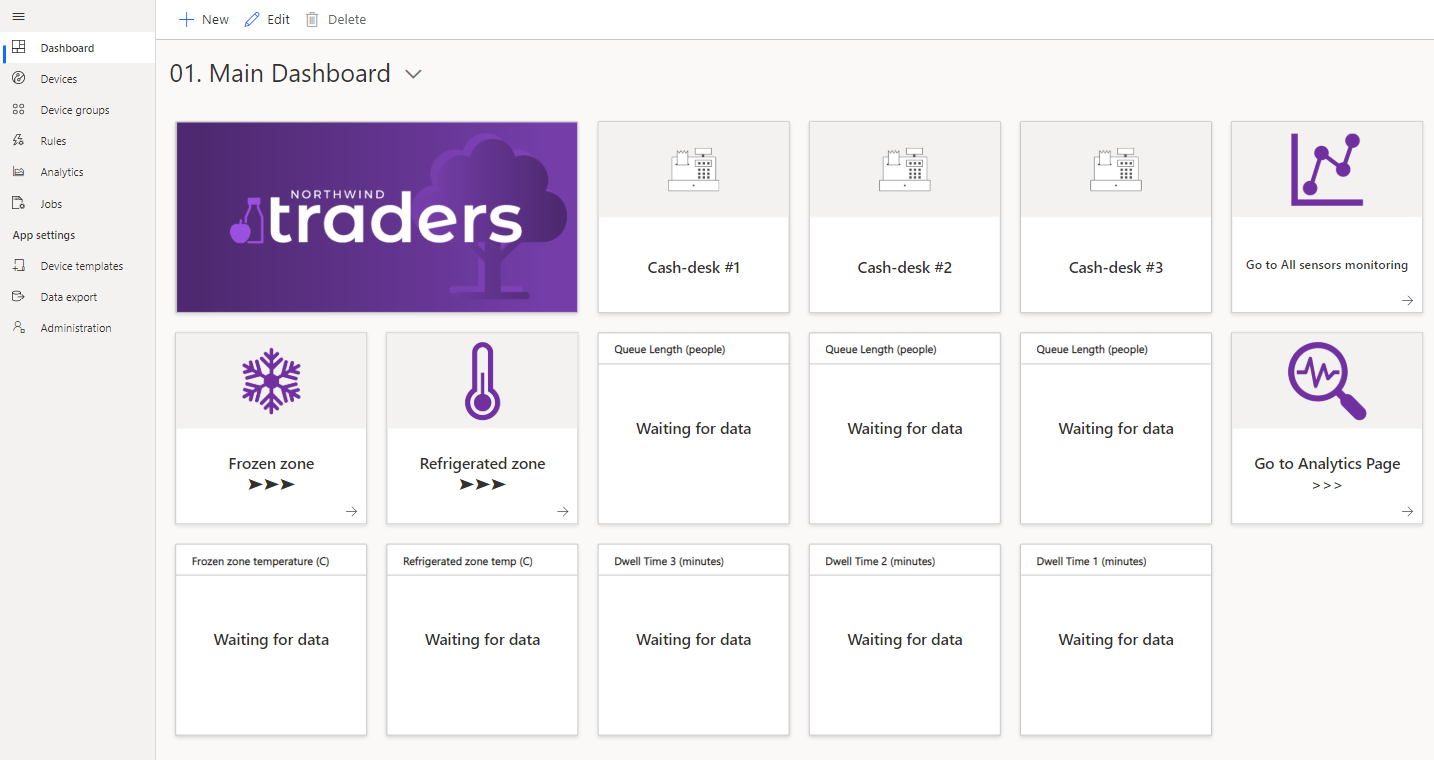 New
Edit
Delete
Dashboard
Devices
Device groups
Rules
Analytics
Jobs
App settings
Device templates
Data export
Administration
01. Main Dashboard
NORTHWIND
traders
Cash-desk #1
Cash-desk #2
Cash-desk #3
Go to All sensors monitoring
Frozen zone
➤➤➤
Refrigerated zone
➤➤➤
Queue Length (people)
Waiting for data
Queue Length (people)
Waiting for data
Queue Length (people)
Waiting for data
Go to Analytics Page
>>>
Frozen zone temperature (C)
Waiting for data
Refrigerated zone temp (C)
Waiting for data
Dwell Time 3 (minutes)
Waiting for data
Dwell Time 2 (minutes)
Waiting for data
Dwell Time 1 (minutes)
Waiting for data